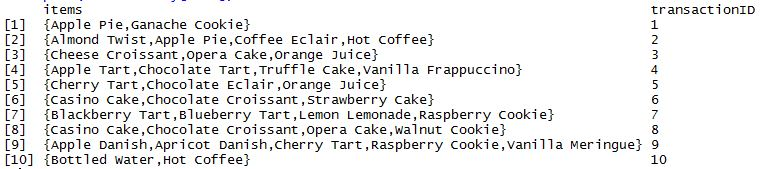 items transactionID
[1] {Apple Pie,Ganache Cookie} 1
[2] {Almond Twist,Apple Pie,Coffee Eclair,Hot Coffee} 2
[3] {Cheese Croissant,Opera Cake,Orange Juice} 3
[4] {Apple Tart,Chocolate Tart,Truffle Cake,Vanilla Frappuccino} 4
[5] {Cherry Tart,Chocolate Eclair,Orange Juice} 5
[6] {Casino Cake,Chocolate Croissant,Strawberry Cake} 6
[7] {Blackberry Tart,Blueberry Tart,Lemon Lemonade,Raspberry Cookie} 7
[8] {Casino Cake,Chocolate Croissant,Opera Cake,Walnut Cookie} 8
[9] {Apple Danish,Apricot Danish,Cherry Tart,Raspberry Cookie,Vanilla Meringue} 9
[10] {Bottled Water,Hot Coffee} 10